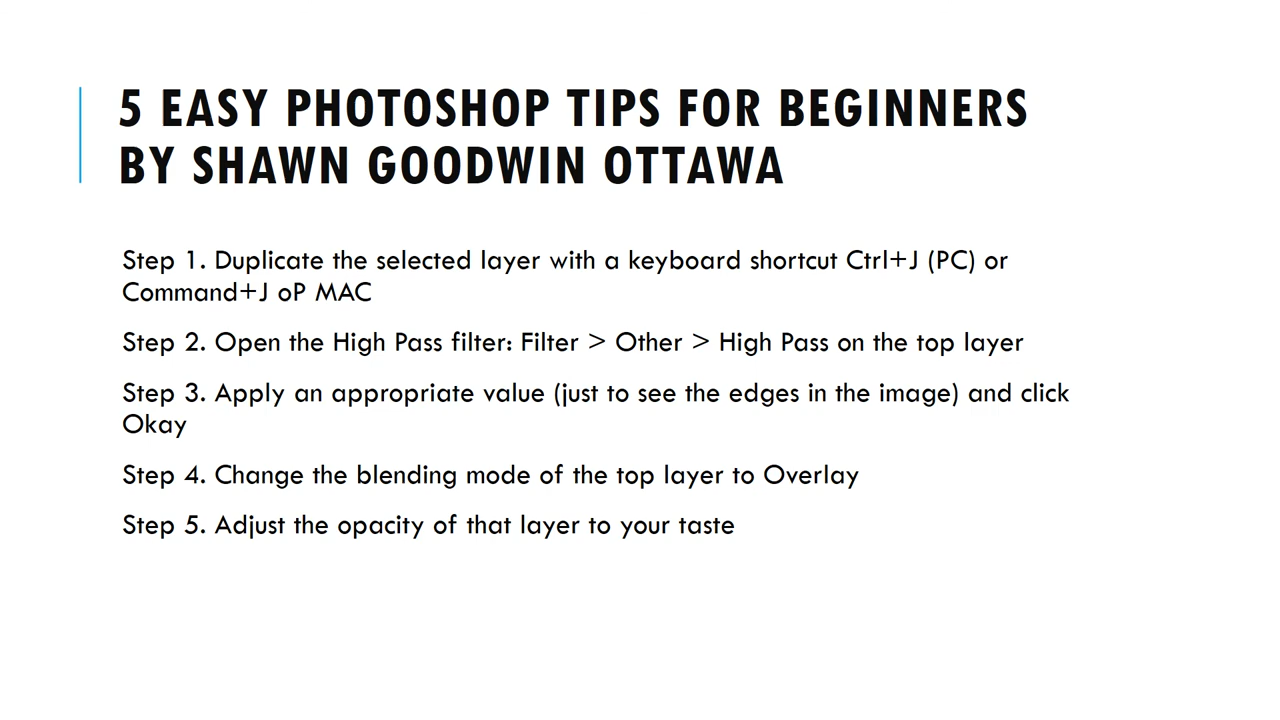 5 EASY PHOTOSHOP TIPS FOR BEGINNERS
BY SHAWN GOODWIN OTTAWA
Step 1. Duplicate the selected layer with a keyboard shortcut Ctrl+J (PC) or
Command+J oP MAC
Step 2. Open the High Pass filter: Filter > Other > High Pass on the top layer
Step 3. Apply an appropriate value (just to see the edges in the image) and click
Okay
Step 4. Change the blending mode of the top layer to Overlay
Step 5. Adjust the opacity of that layer to your taste